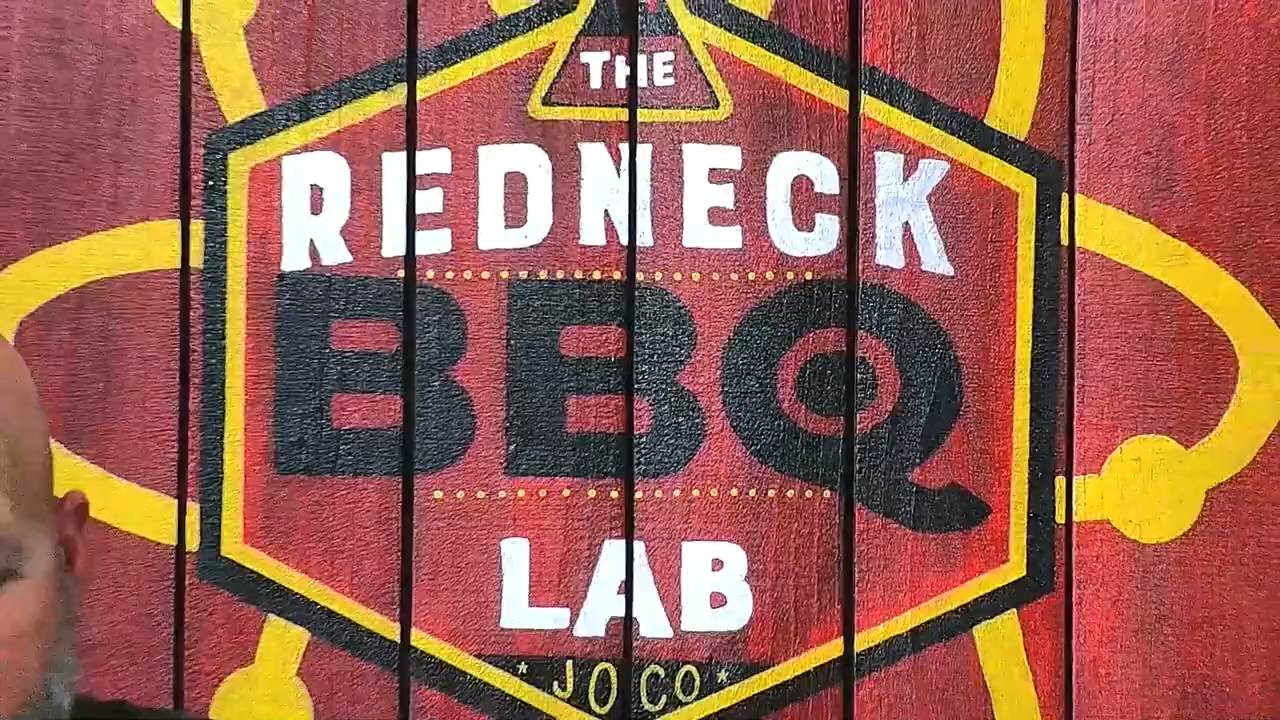 THE
REDNECK
BBQ
LAB
* JOCO *